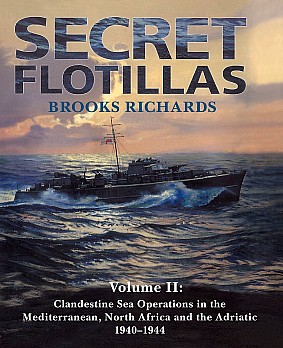 SECRET
FLOTILLAS
BROOKS RICHARDS
Volume II:
Clandestine Sea Operations in the
Mediterranean, North Africa and the Adriatic
1940–1944